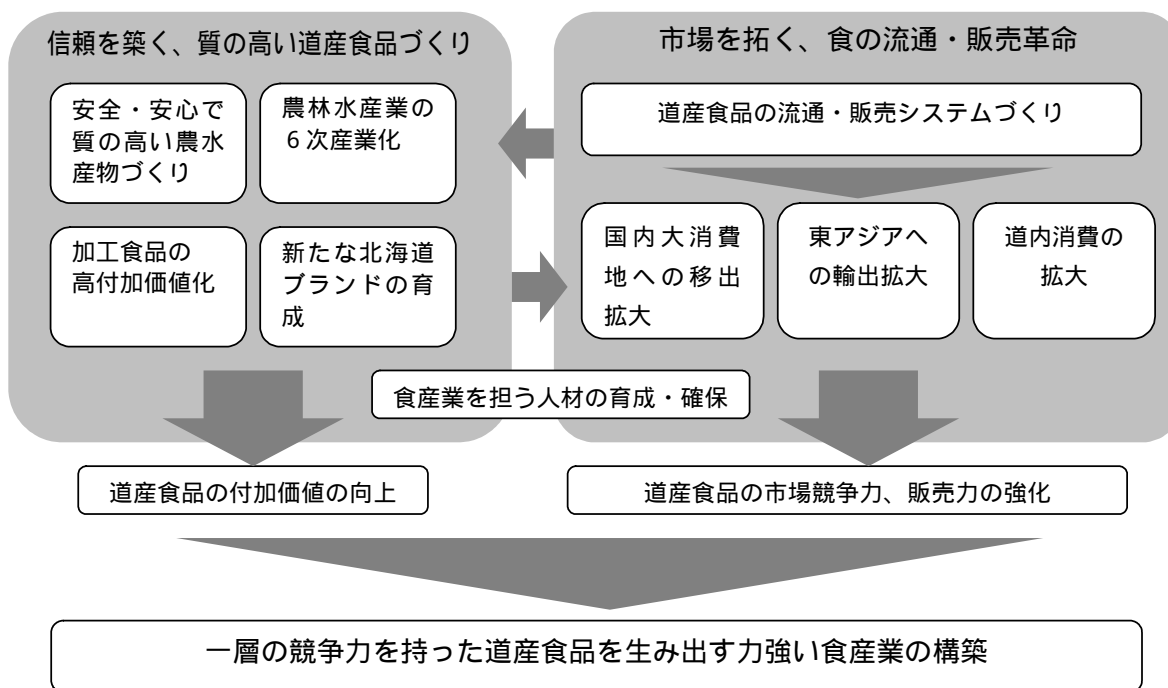 信頼を築く、質の高い道産食品づくり
安全・安心で
質の高い農水
産物づくり
農林水産業の
６次産業化
加工食品の
高付加価値化
新たな北海道
ブランドの育
成
市場を拓く、食の流通・販売革命
道産食品の流通・販売システムづくり
国内大消費
地への移出
拡大
東アジアへ
の輸出拡大
道内消費の
拡大
食産業を担う人材の育成・確保
道産食品の付加価値の向上
道産食品の市場競争力、販売力の強化
一層の競争力を持った道産食品を生み出す力強い食産業の構築